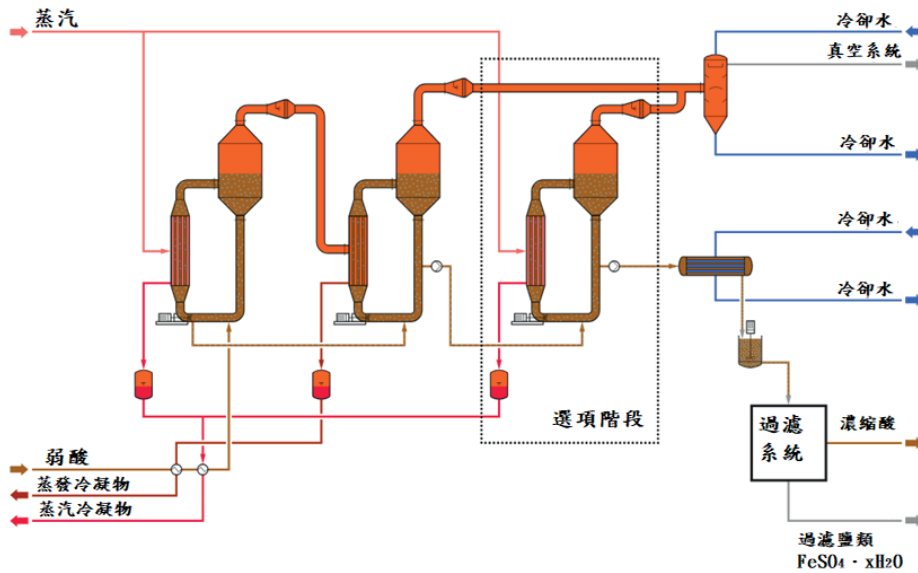 蒸汽
冷卻水
真空系統
冷卻水
冷卻水
冷卻水
選項階段
過濾
系統
濃縮酸
弱酸
蒸發冷凝物
蒸汽冷凝物
過濾鹽類
FeSO₄ · xH₂O